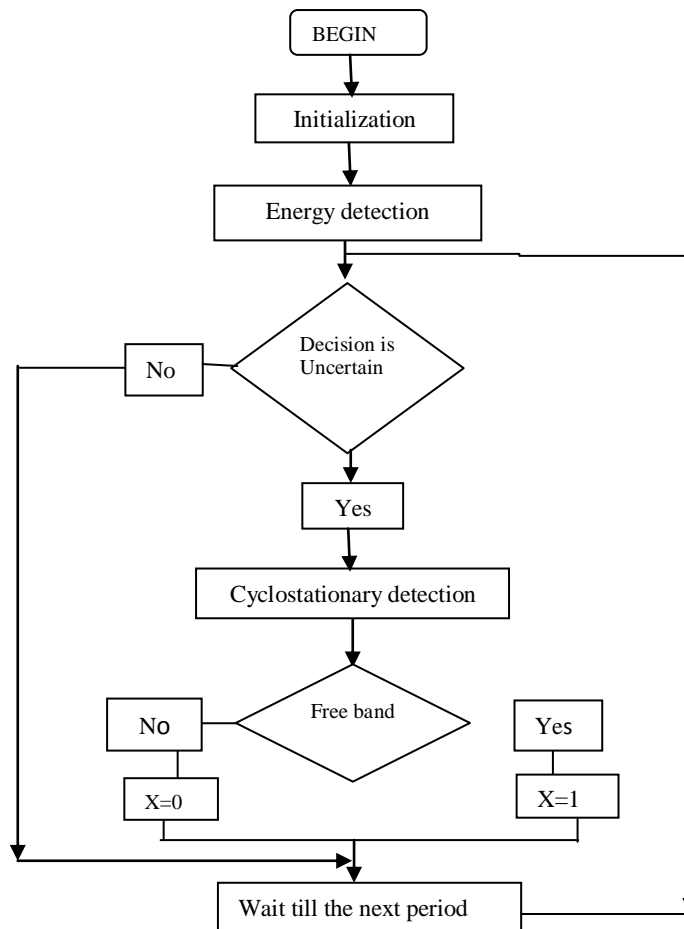 BEGIN
Initialization
Energy detection
Decision is
Uncertain
No
Yes
Cyclostationary detection
Free band
No
Yes
X=0
X=1
Wait till the next period